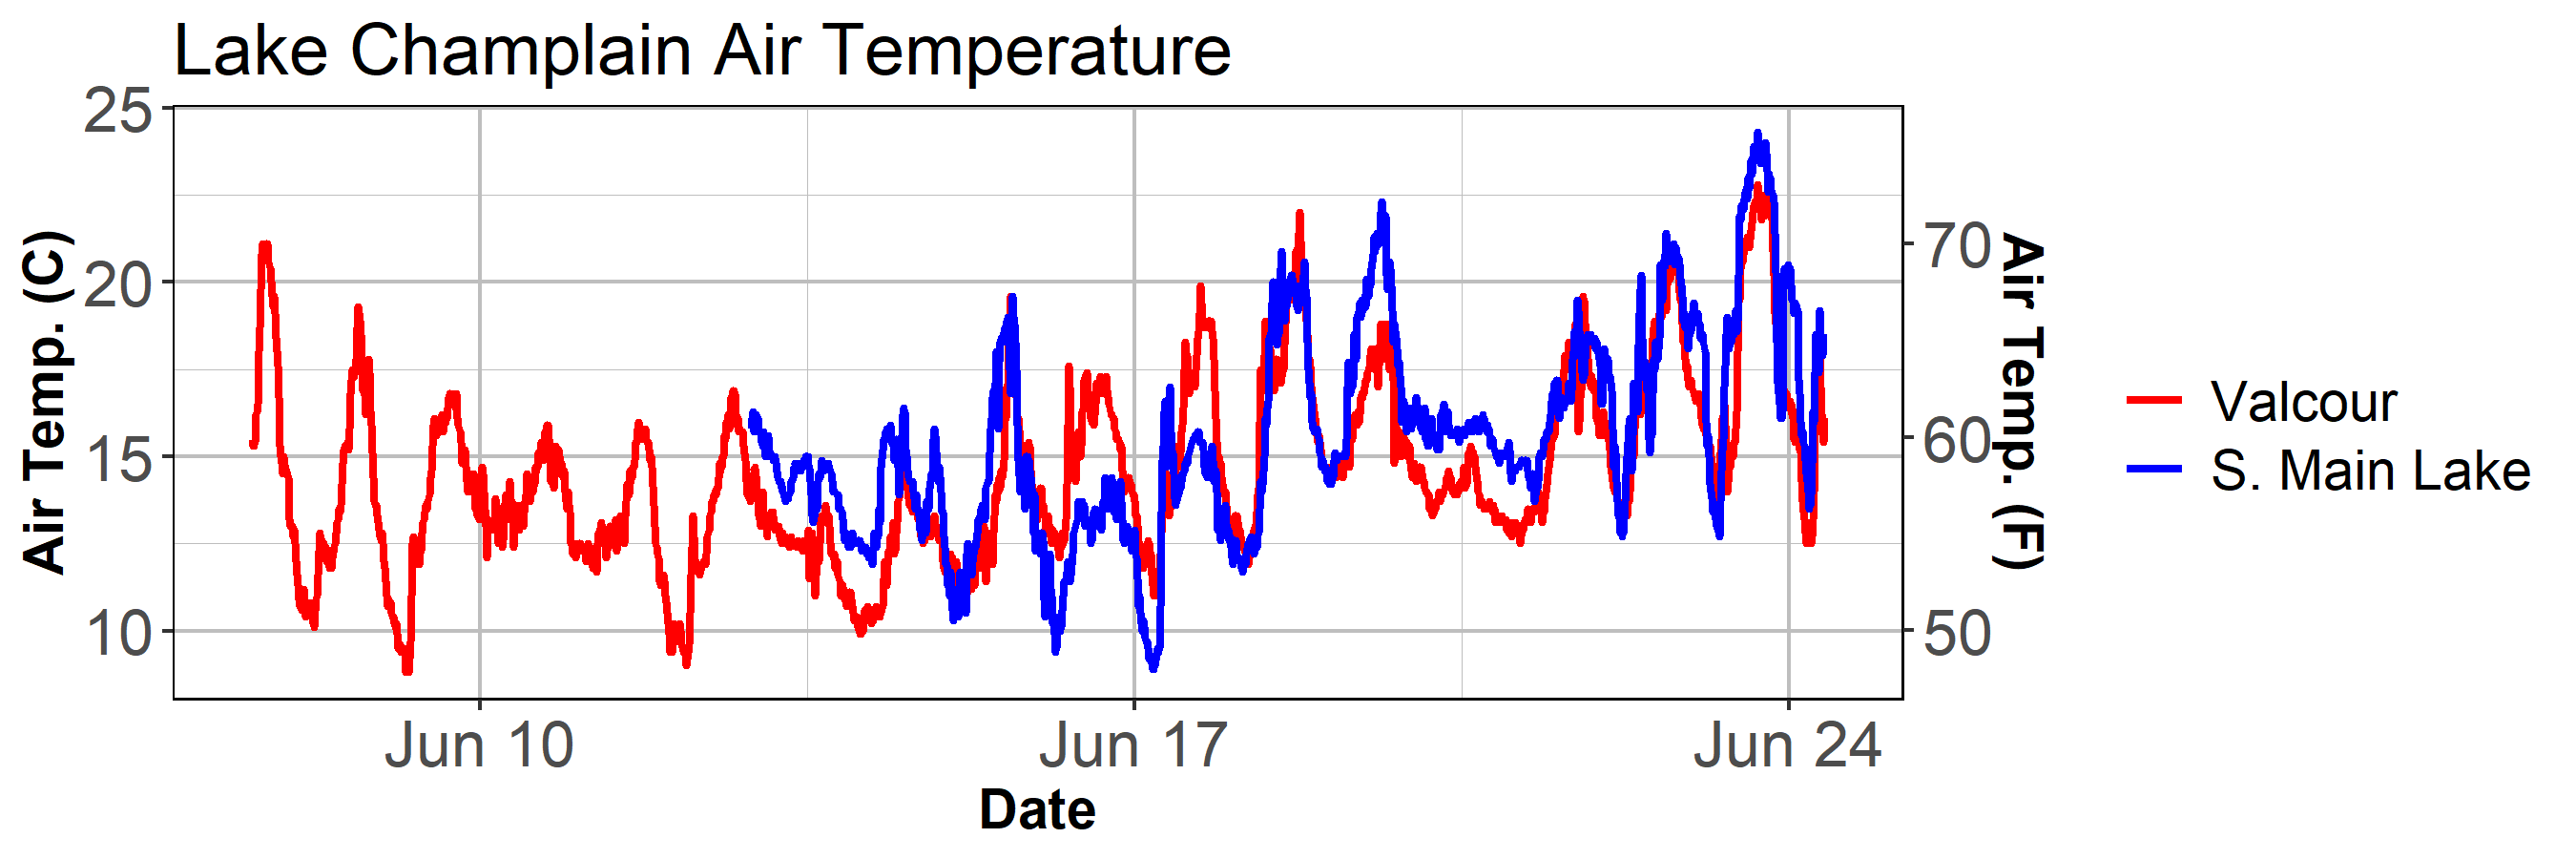 Lake Champlain Air Temperature
Air Temp. (C)
25
20
15
10
70
60
50
Air Temp. (F)
Jun 10
Jun 17
Jun 24
Date
Valcour
S. Main Lake